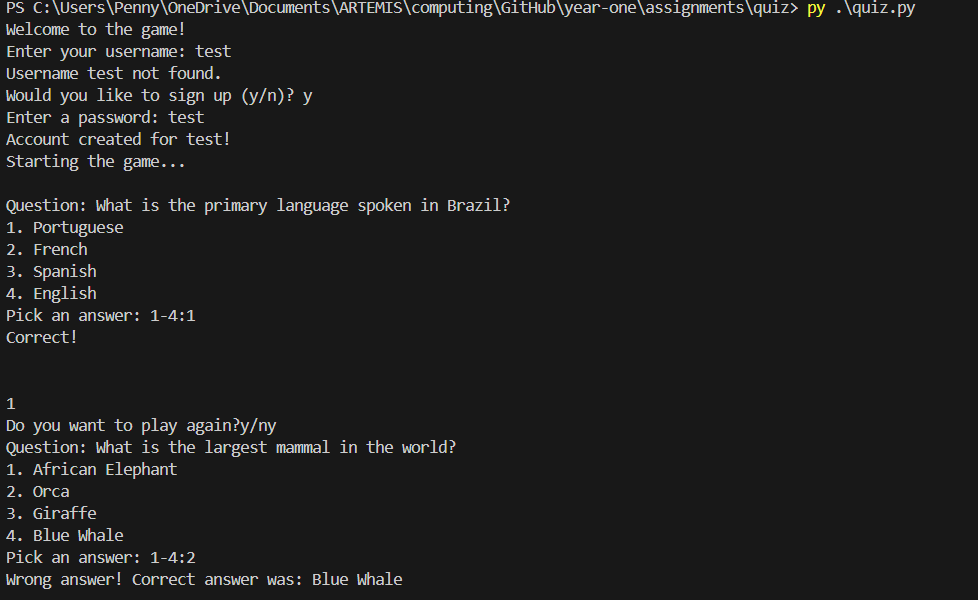 PS C:\Users\Penny\OneDrive\Documents\ARTEMIS\computing\GitHub\year-one\assignments\quiz> py .\quiz.py
Welcome to the game!
Enter your username: test
Username test not found.
Would you like to sign up (y/n)? y
Enter a password: test
Account created for test!
Starting the game...
Question: What is the primary language spoken in Brazil?
1. Portuguese
2. French
3. Spanish
4. English
Pick an answer: 1-4:1
Correct!
1
Do you want to play again?y/ny
Question: What is the largest mammal in the world?
1. African Elephant
2. Orca
3. Giraffe
4. Blue Whale
Pick an answer: 1-4:2
Wrong answer! Correct answer was: Blue Whale